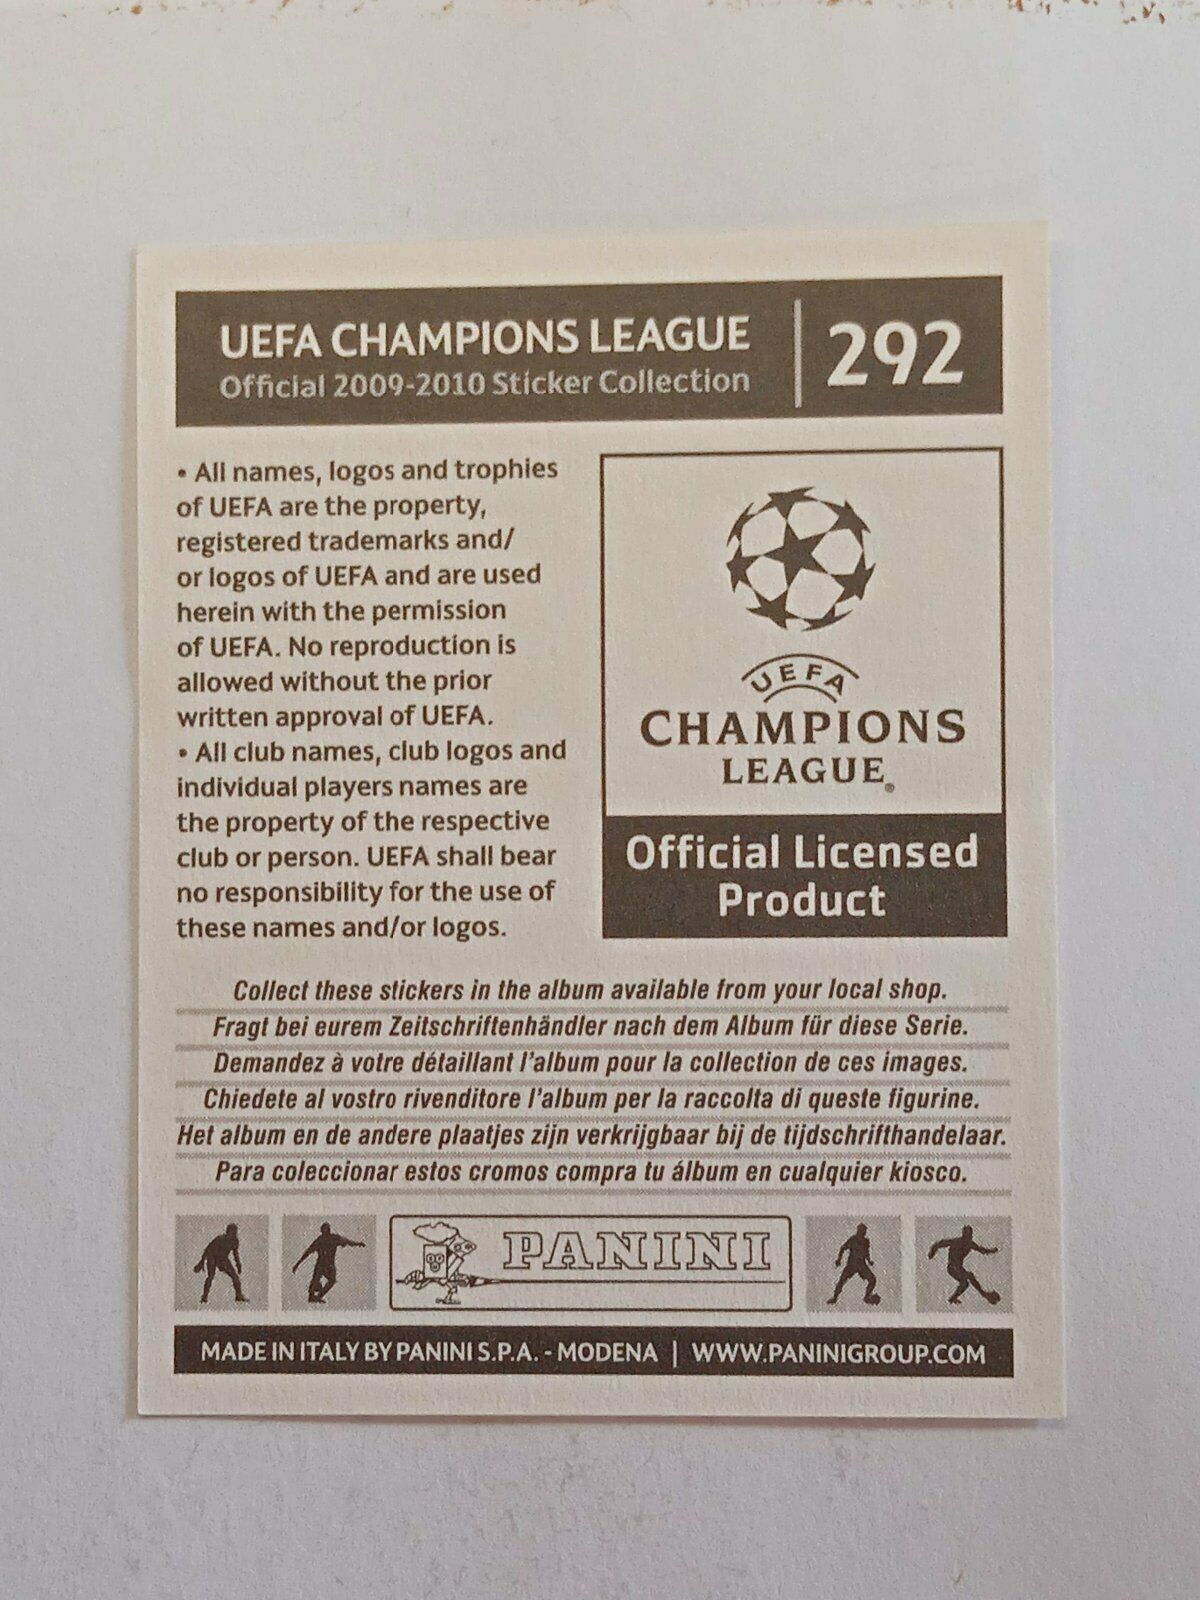 UEFA CHAMPIONS LEAGUE
Official 2009-2010 Sticker Collection
292
• All names, logos and trophies
of UEFA are the property,
registered trademarks and/
or logos of UEFA and are used
herein with the permission
of UEFA. No reproduction is
allowed without the prior
written approval of UEFA.
• All club names, club logos and
individual players names are
the property of the respective
club or person. UEFA shall bear
no responsibility for the use of
these names and/or logos.
UEFA
CHAMPIONS
LEAGUE®
Official Licensed
Product
Collect these stickers in the album available from your local shop.
Fragt bei eurem Zeitschriftenhändler nach dem Album für diese Serie.
Demandez à votre détaillant l'album pour la collection de ces images.
Chiedete al vostro rivenditore l'album per la raccolta di queste figurine.
Het album en de andere plaatjes zijn verkrijgbaar bij de tijdschrifthandelaar.
Para coleccionar estos cromos compra tu álbum en cualquier kiosco.
PANINI
MADE IN ITALY BY PANINI S.P.A. - MODENA | WWW.PANINIGROUP.COM